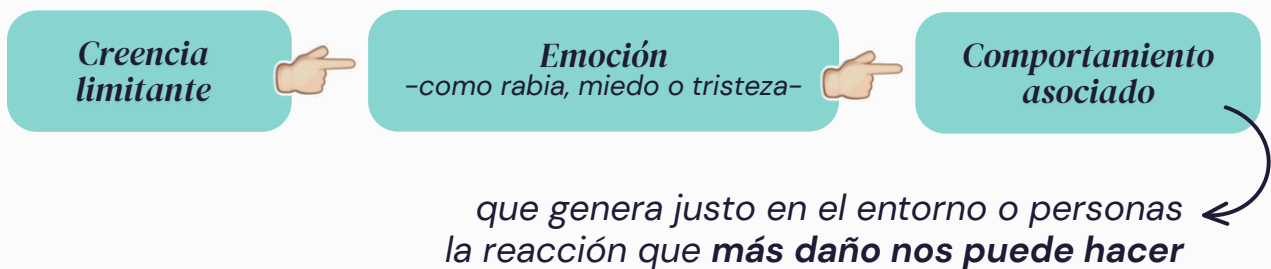 Creencia
limitante
Emoción
-como rabia, miedo o tristeza-
Comportamiento
asociado
que genera justo en el entorno o personas
la reacción que más daño nos puede hacer